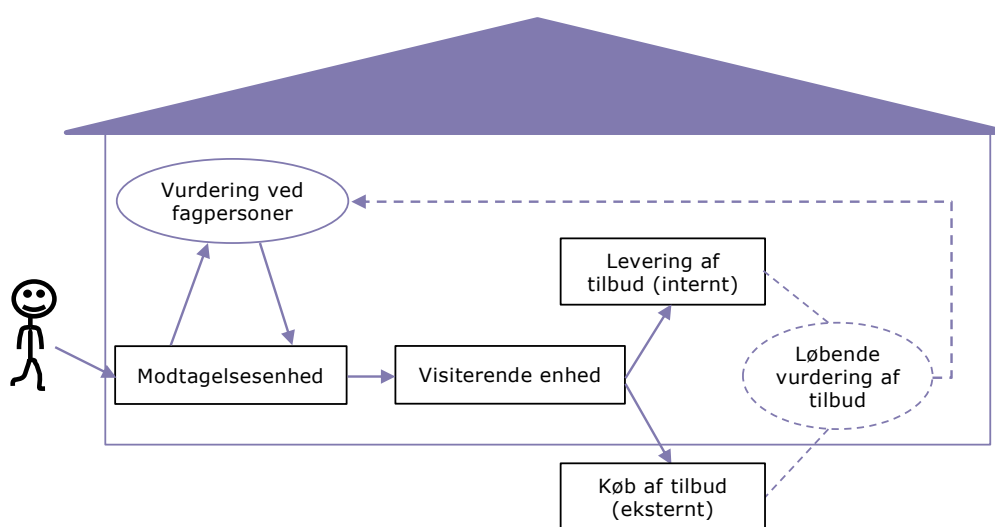 Vurdering ved
fagpersoner
Levering af
tilbud (internt)
Modtagelsesenhed
Visiterende enhed
Løbende
vurdering af
tilbud
Køb af tilbud
(eksternt)